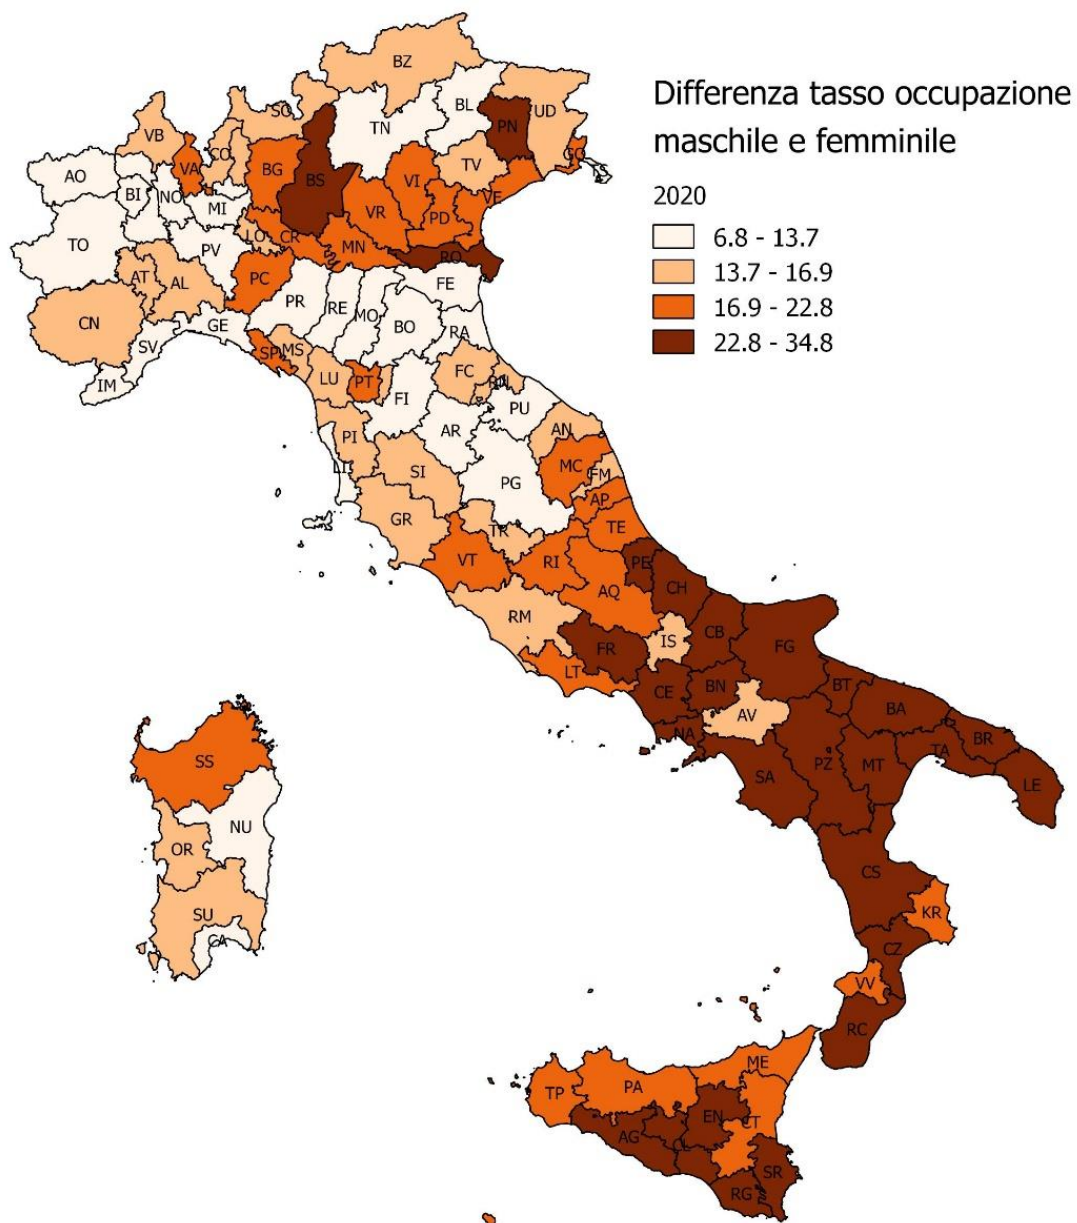 Differenza tasso occupazione
maschile e femminile
2020
6.8 - 13.7
13.7 - 16.9
16.9 - 22.8
22.8 - 34.8
BZ
SO
TN
BL
PN
UD
VB
VA
CO
BG
BS
TV
GO
AO
BI
NO
MI
VI
VE
VR
PD
TO
PV
LO
CR
MN
RO
AT
AL
PC
FE
CN
PR
RE
MO
BO
GE
RA
SV
SP
MS
IM
LU
PT
FC
RN
FI
PU
PI
AR
AN
LI
SI
MC
FM
PG
AP
GR
TR
TE
VT
RI
PE
AQ
CH
RM
IS
CB
FR
FG
LT
CE
BN
BT
AV
BA
NA
BR
SS
SA
PZ
MT
TA
LE
NU
OR
CS
SU
KR
CA
CZ
VV
RC
ME
TP
PA
EN
CT
AG
CL
SR
RG